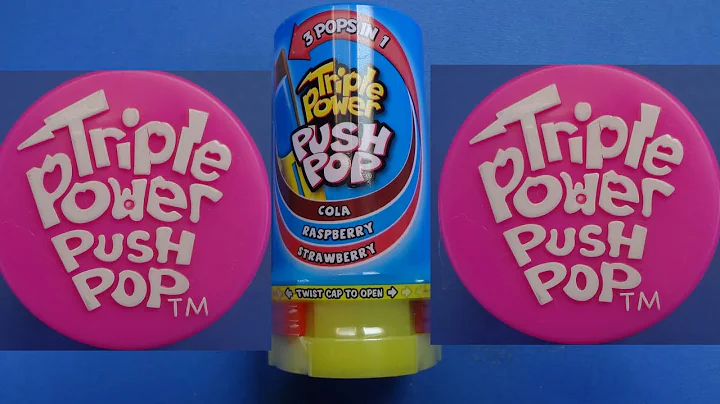 Triple
Power
PUSH
POP TM
3 POPS IN 1
Triple
Power
PUSH
POP
COLA
RASPBERRY
STRAWBERRY
TWIST CAP TO OPEN
Triple
Power
PUSH
POP TM